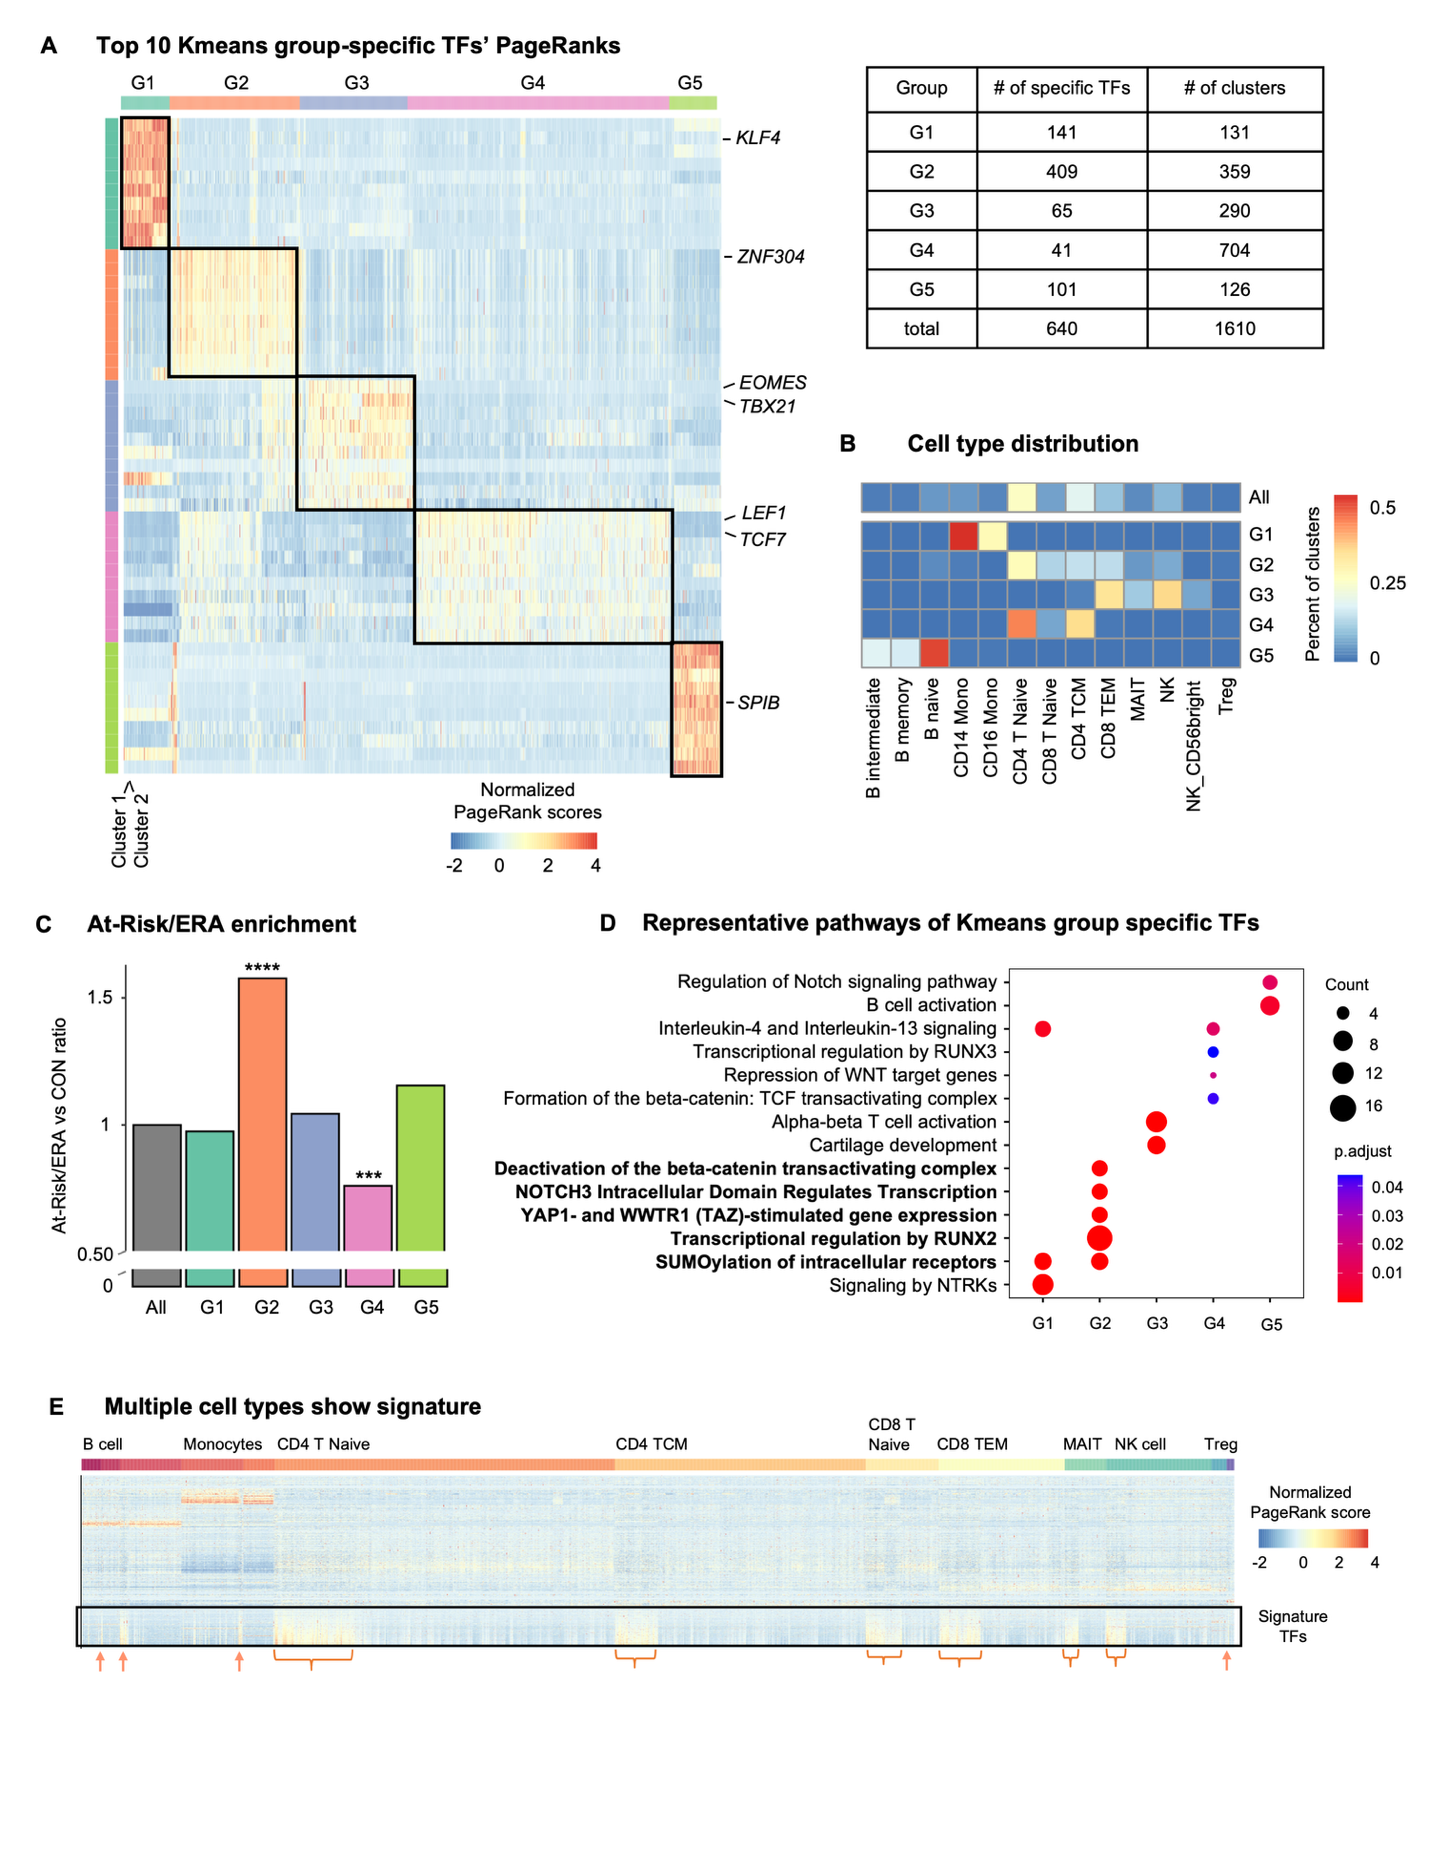 A Top 10 Kmeans group-specific TFs’ PageRanks
G1 G2 G3 G4 G5
KLF4
ZNF304
EOMES
TBX21
LEF1
TCF7
SPIB
Cluster 1
Cluster 2
Normalized
PageRank scores
-2 0 2 4
Group # of specific TFs # of clusters
G1 141 131
G2 409 359
G3 65 290
G4 41 704
G5 101 126
total 640 1610
B Cell type distribution
All
G1
G2
G3
G4
G5
B intermediate
B memory
B naive
CD14 Mono
CD16 Mono
CD4 T Naive
CD8 T Naive
CD4 TCM
CD8 TEM
MAIT
NK
NK_CD56bright
Treg
Percent of clusters
0.5
0.25
0
C At-Risk/ERA enrichment
At-Risk/ERA vs CON ratio
1.5
1
0.50
0
****
***
All G1 G2 G3 G4 G5
D Representative pathways of Kmeans group specific TFs
Regulation of Notch signaling pathway
B cell activation
Interleukin-4 and Interleukin-13 signaling
Transcriptional regulation by RUNX3
Repression of WNT target genes
Formation of the beta-catenin: TCF transactivating complex
Alpha-beta T cell activation
Cartilage development
Deactivation of the beta-catenin transactivating complex
NOTCH3 Intracellular Domain Regulates Transcription
YAP1- and WWTR1 (TAZ)-stimulated gene expression
Transcriptional regulation by RUNX2
SUMOylation of intracellular receptors
Signaling by NTRKs
G1 G2 G3 G4 G5
Count
4
8
12
16
p.adjust
0.04
0.03
0.02
0.01
E Multiple cell types show signature
B cell Monocytes CD4 T Naive CD4 TCM CD8 T
Naive CD8 TEM MAIT NK cell Treg
Normalized
PageRank score
-2 0 2 4
Signature
TFs